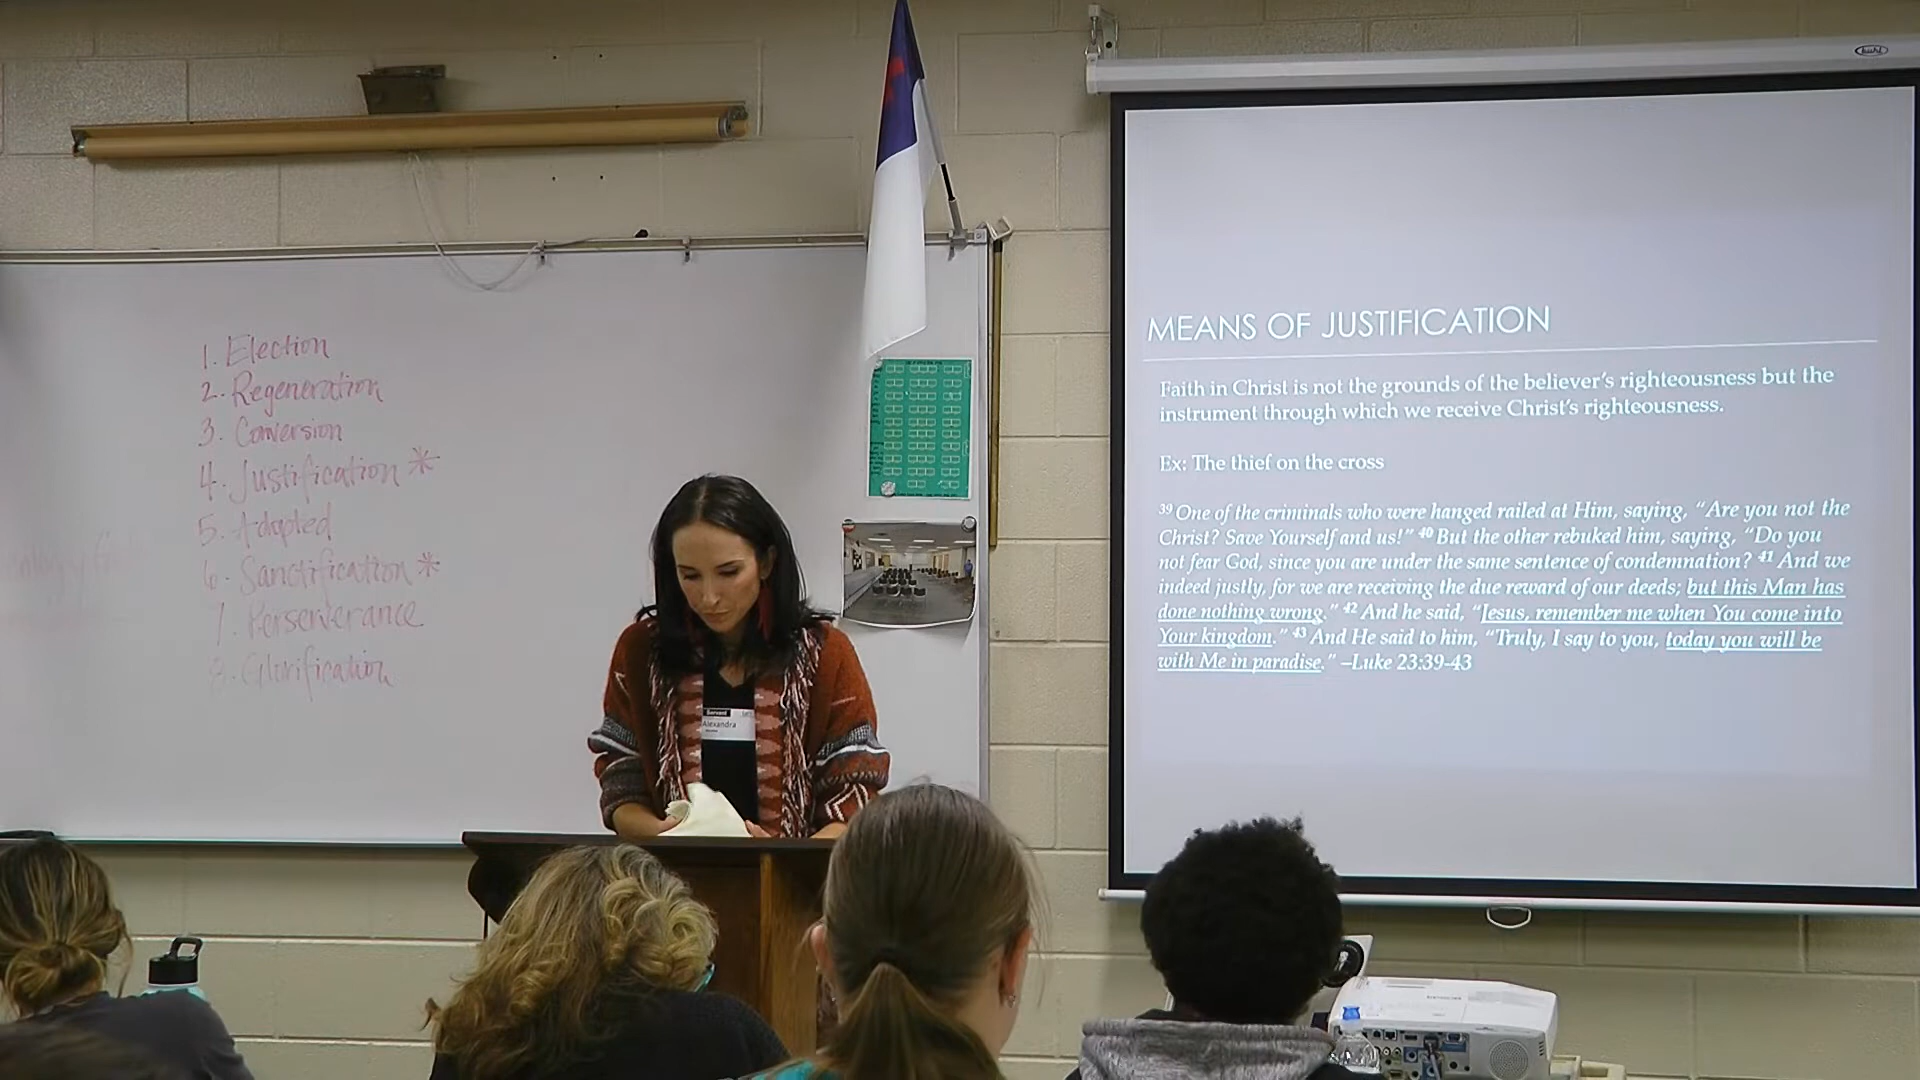 1. Election
2. Regeneration
3. Conversion
4. Justification *
5. Adopted
6. Sanctification *
7. Perserverance
8. Glorification
Servant
Alexandra
MEANS OF JUSTIFICATION
Faith in Christ is not the grounds of the believer's righteousness but the
instrument through which we receive Christ's righteousness.
Ex: The thief on the cross
39 One of the criminals who were hanged railed at Him, saying, “Are you not the
Christ? Save Yourself and us!” 40 But the other rebuked him, saying, “Do you
not fear God, since you are under the same sentence of condemnation? 41 And we
indeed justly, for we are receiving the due reward of our deeds; but this Man has
done nothing wrong.” 42 And he said, “Jesus, remember me when You come into
Your kingdom.” 43 And He said to him, “Truly, I say to you, today you will be
with Me in paradise.” –Luke 23:39-43